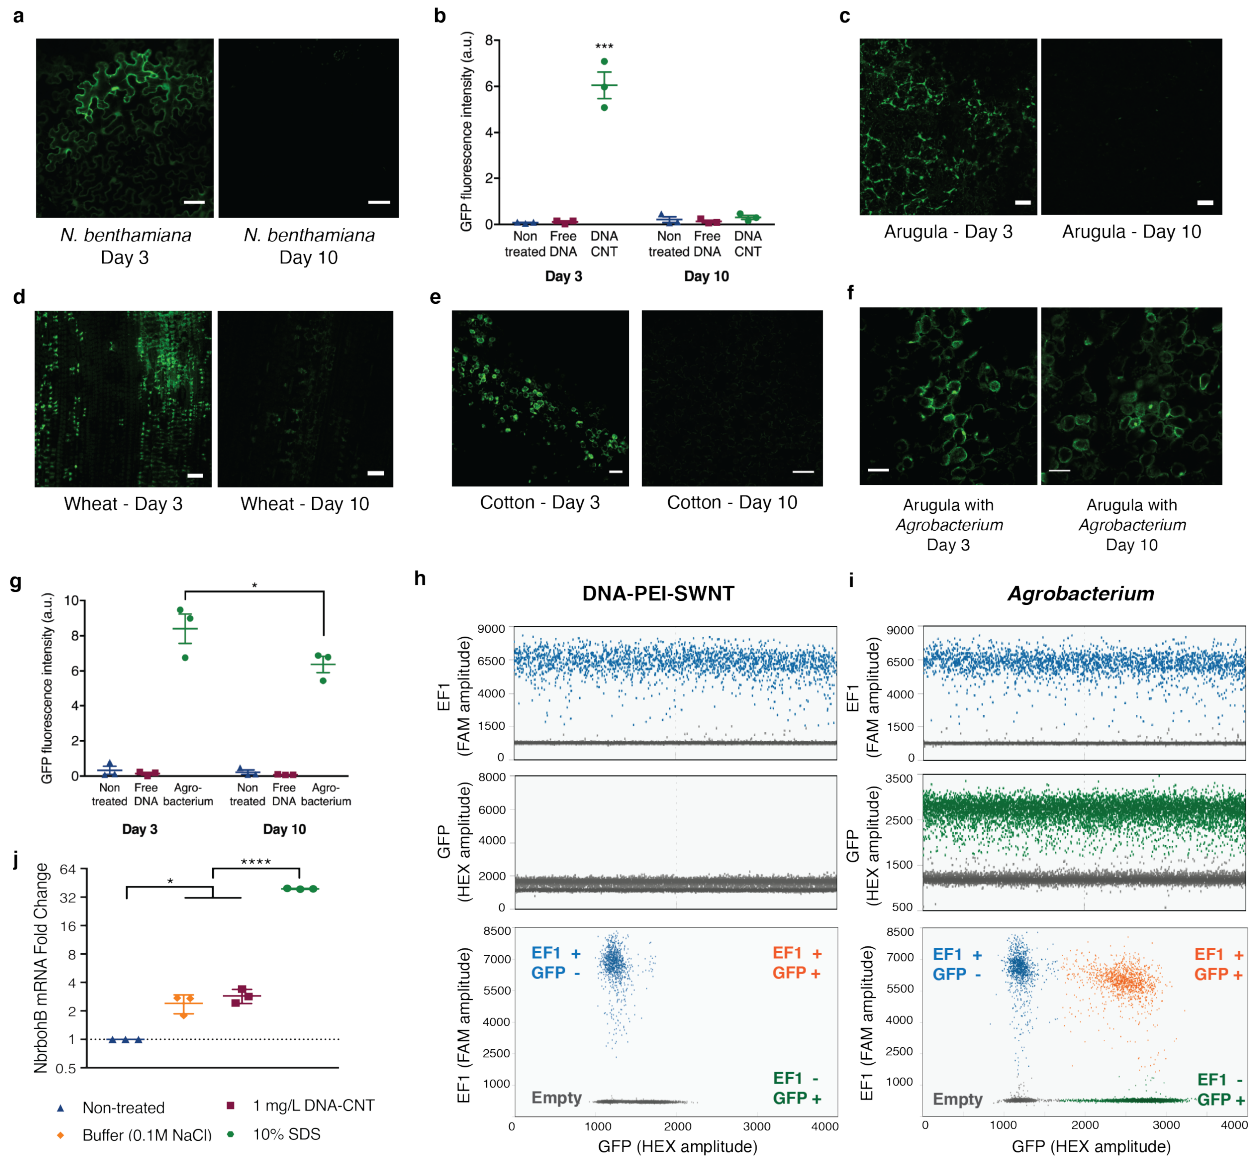 a
N. benthamiana
Day 3
N. benthamiana
Day 10
b
GFP fluorescence intensity (a.u.)
8
6
4
2
0
***
Non
treated
Free
DNA
DNA
CNT
Non
treated
Free
DNA
DNA
CNT
Day 3
Day 10
c
Arugula - Day 3
Arugula - Day 10
d
Wheat - Day 3
Wheat - Day 10
e
Cotton - Day 3
Cotton - Day 10
f
Arugula with
Agrobacterium
Day 3
Arugula with
Agrobacterium
Day 10
g
GFP fluorescence intensity (a.u.)
10
8
6
4
2
0
*
Non
treated
Free
DNA
Agro-
bacterium
Non
treated
Free
DNA
Agro-
bacterium
Day 3
Day 10
h
DNA-PEI-SWNT
EF1
(FAM amplitude)
9000
6500
4000
1500
0
GFP
(HEX amplitude)
8000
6000
4000
2000
0
EF1 (FAM amplitude)
8500
7000
5500
4000
2500
1000
EF1 +
GFP -
EF1 +
GFP +
Empty
EF1 -
GFP +
0
1000
2000
3000
4000
GFP (HEX amplitude)
i
Agrobacterium
EF1
(FAM amplitude)
9000
6500
4000
1500
0
GFP
(HEX amplitude)
3500
2500
1500
500
EF1 (FAM amplitude)
8500
7000
5500
4000
2500
1000
EF1 +
GFP -
EF1 +
GFP +
Empty
EF1 -
GFP +
0
1000
2000
3000
4000
GFP (HEX amplitude)
j
NbrbohB mRNA Fold Change
64
32
16
8
4
2
1
0.5
*
****
Non-treated
1 mg/L DNA-CNT
Buffer (0.1M NaCl)
10% SDS